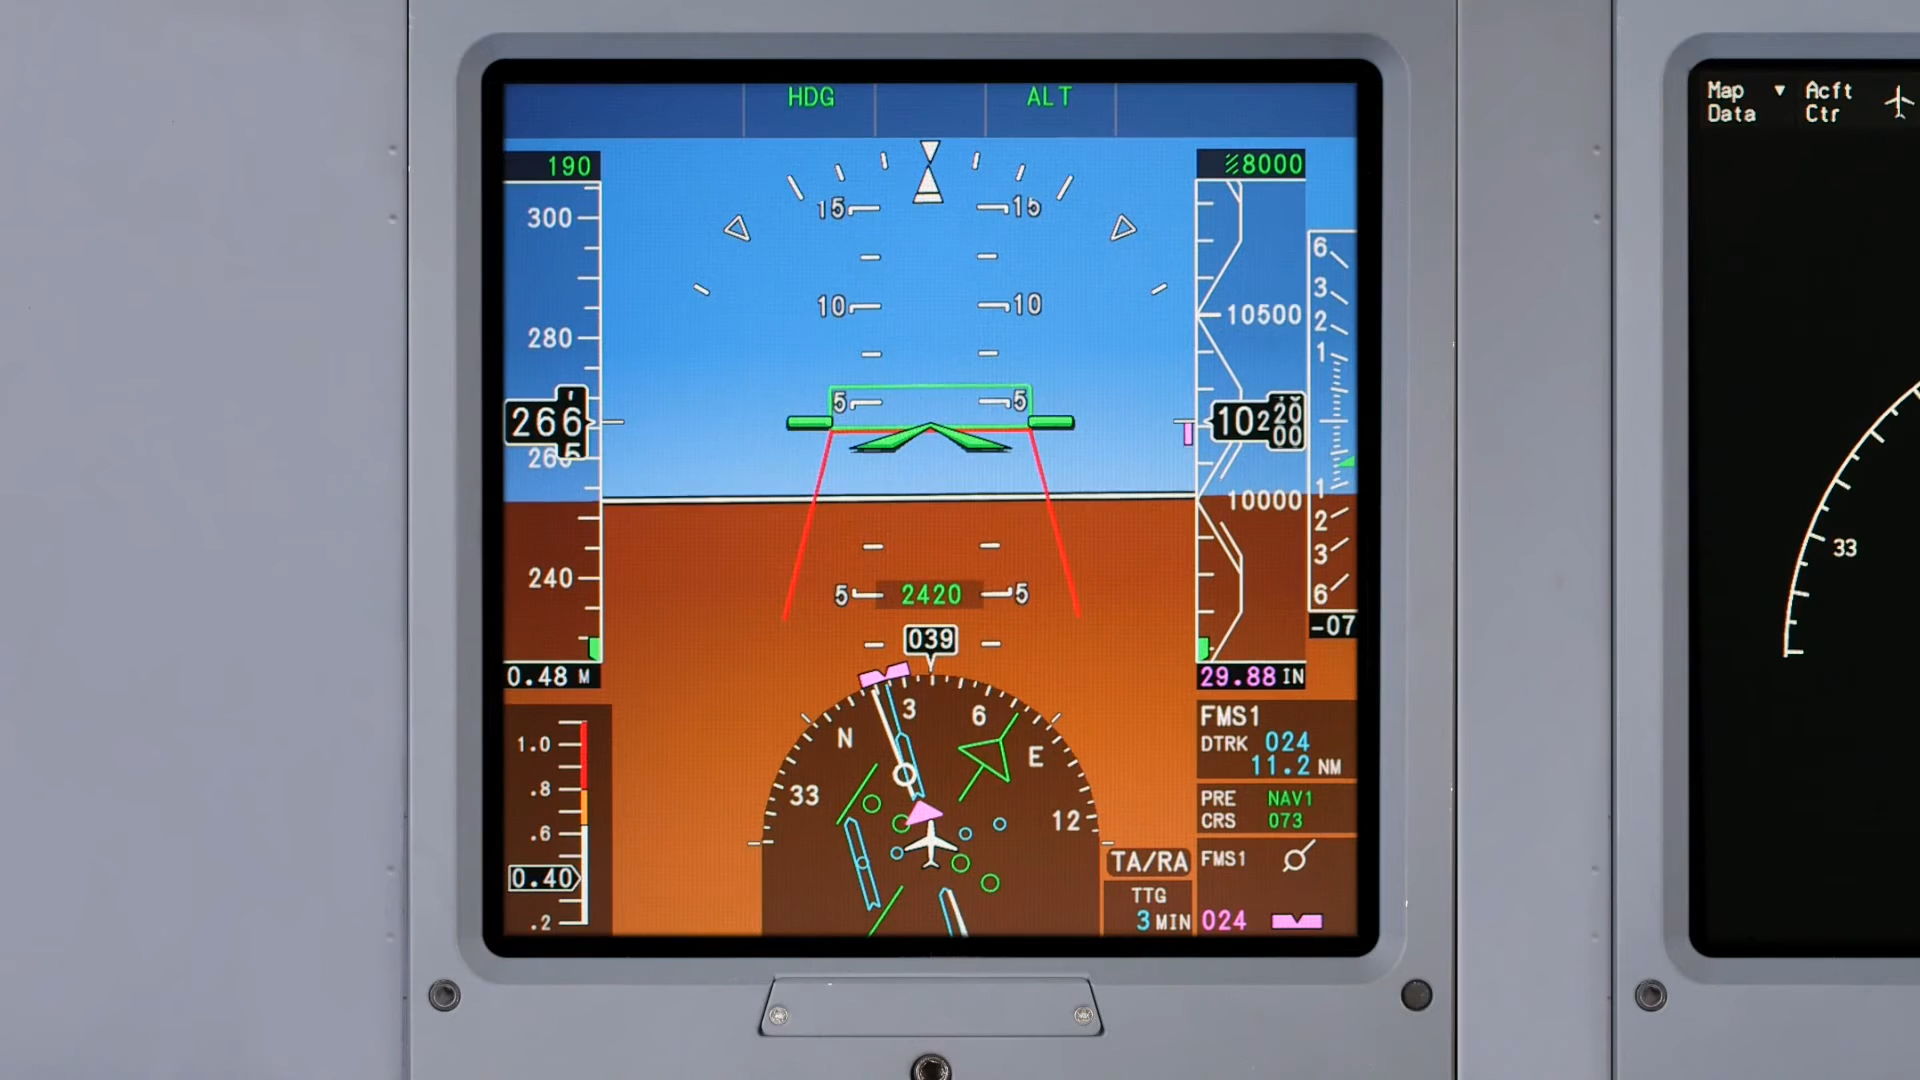 HDG ALT
190
300
280
266
260
240
0.48 M
1.0
.8
.6
0.40
.2
15 15
10 10
5 5
5 2420 5
039
N 3 6 E 12 33
TA/RA
TTG
3 MIN
8000
10500
10220
00
10000
29.88 IN
6
3
2
1
1
2
3
6
-07
FMS1
DTRK 024
11.2 NM
PRE NAV1
CRS 073
FMS1
024
Map ▼ Acft
Data Ctr
33